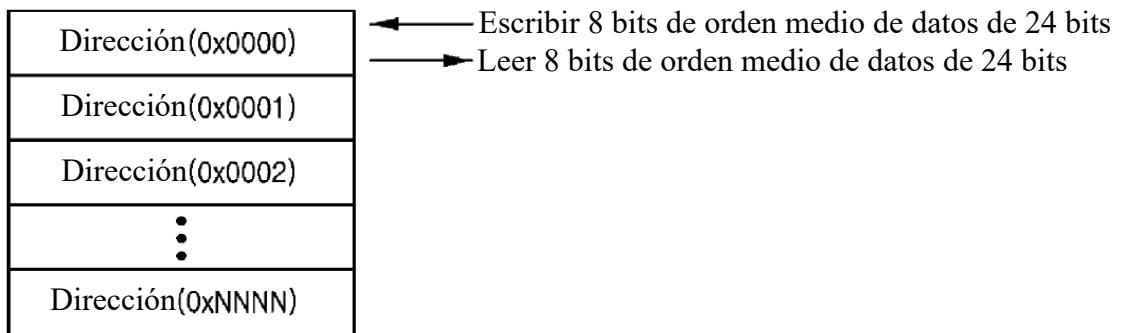 Dirección(0x0000)
Escribir 8 bits de orden medio de datos de 24 bits
Leer 8 bits de orden medio de datos de 24 bits
Dirección(0x0001)
Dirección(0x0002)
Dirección(0xNNNN)